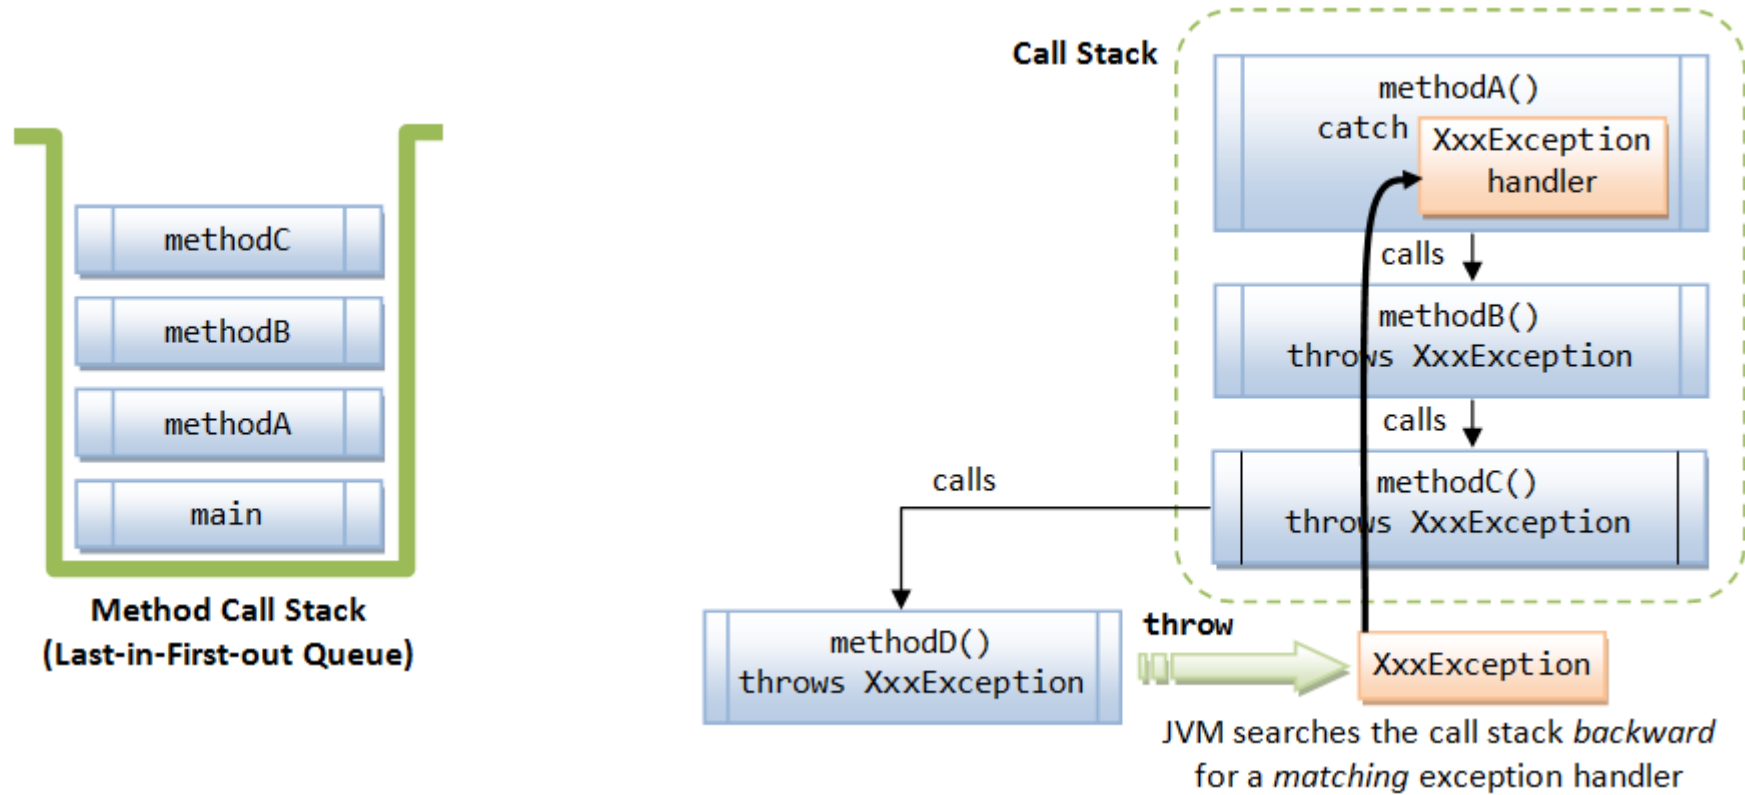 methodC
methodB
methodA
main
Method Call Stack
(Last-in-First-out Queue)
Call Stack
methodA()
catch
XxxException
handler
calls
methodB()
throws XxxException
calls
methodC()
throws XxxException
calls
methodD()
throws XxxException
throw
XxxException
JVM searches the call stack backward
for a matching exception handler